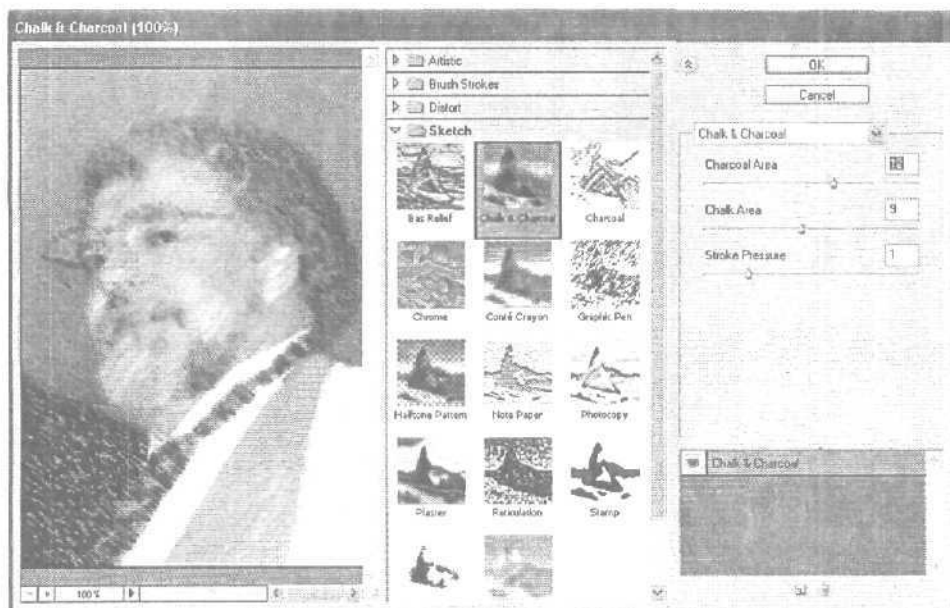 Chalk & Charcoal (100%)
Artistic
Brush Strokes
Distort
Sketch
Bas Relief
Chalk & Charcoal
Charcoal
Chrome
Conté Crayon
Graphic Pen
Halftone Pattern
Note Paper
Photocopy
Plaster
Reticulation
Stamp
100%
OK
Cancel
Chalk & Charcoal
Charcoal Area
Chalk Area 9
Stroke Pressure 1
Chalk & Charcoal